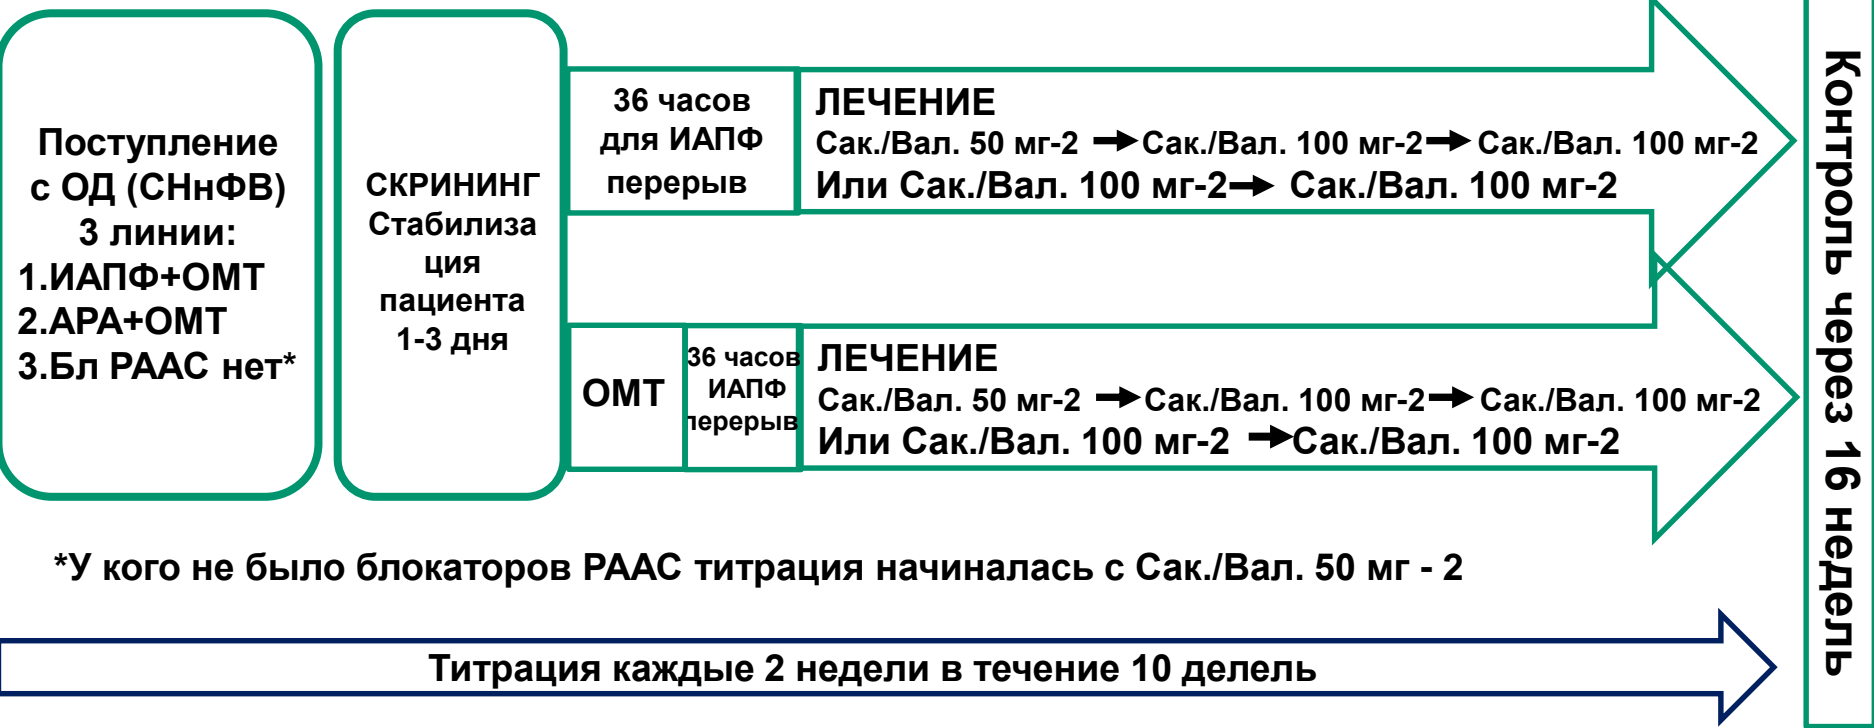 Поступление
с ОД (СНнФВ)
3 линии:
1.ИАПФ+ОМТ
2.АРА+ОМТ
3.Бл РААС нет*
СКРИНИНГ
Стабилиза
ция
пациента
1-3 дня
36 часов
для ИАПФ
перерыв
ЛЕЧЕНИЕ
Сак./Вал. 50 мг-2 → Сак./Вал. 100 мг-2 → Сак./Вал. 100 мг-2
Или Сак./Вал. 100 мг-2 → Сак./Вал. 100 мг-2
ОМТ
36 часов
ИАПФ
перерыв
ЛЕЧЕНИЕ
Сак./Вал. 50 мг-2 → Сак./Вал. 100 мг-2 → Сак./Вал. 100 мг-2
Или Сак./Вал. 100 мг-2 → Сак./Вал. 100 мг-2
Контроль через 16 недель
*У кого не было блокаторов РААС титрация начиналась с Сак./Вал. 50 мг - 2
Титрация каждые 2 недели в течение 10 делель